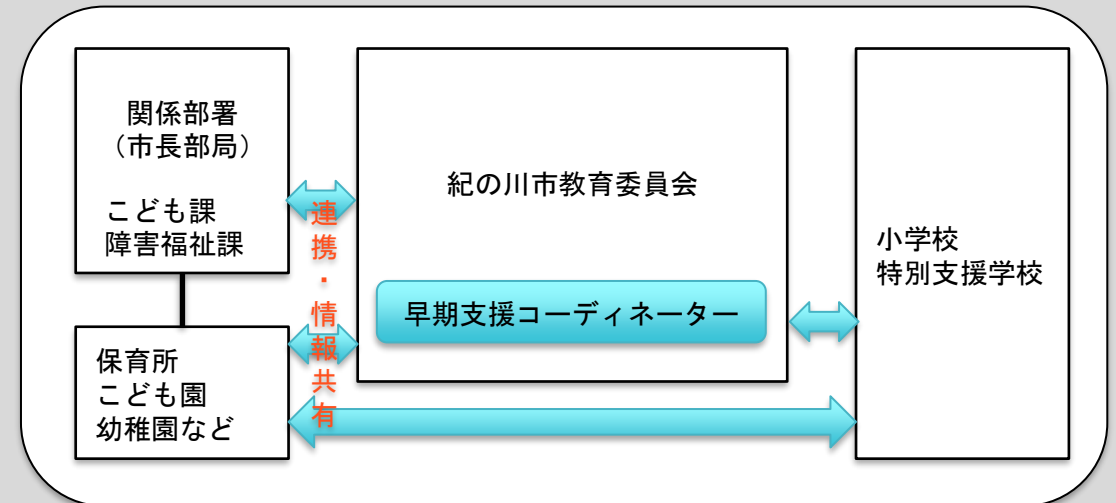 関係部署
（市長部局）
こども課
障害福祉課
保育所
こども園
幼稚園など
連携・情報共有
紀の川市教育委員会
早期支援コーディネーター
小学校
特別支援学校